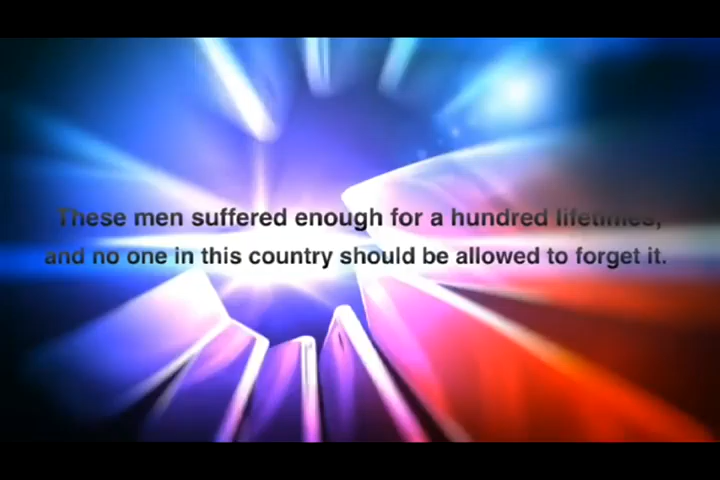 These men suffered enough for a hundred lifetimes,
and no one in this country should be allowed to forget it.